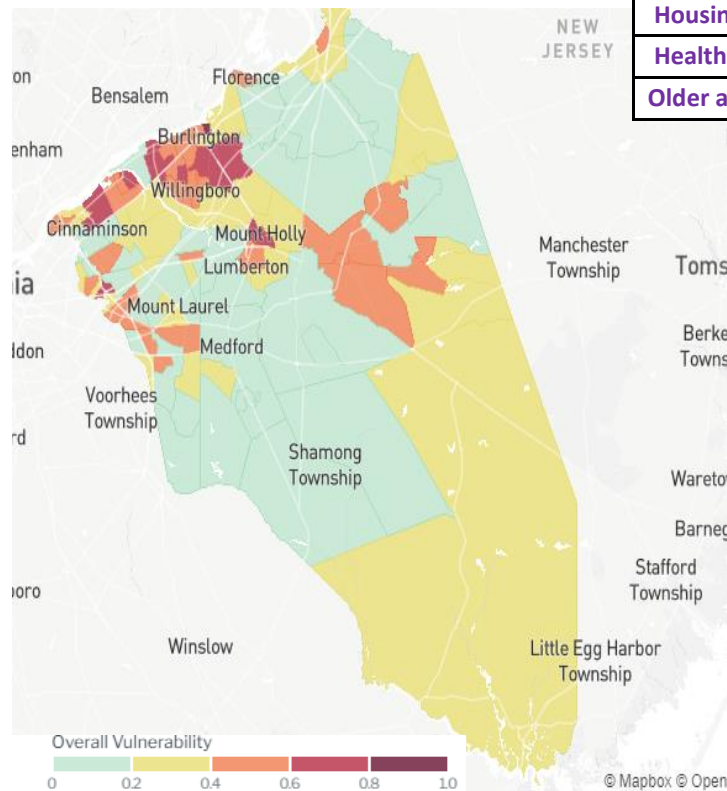 Housin
Health
Older a
NEW
JERSEY
on
Florence
Bensalem
Burlington
enham
Willingboro
Cinnaminson
Mount Holly
Manchester
Township
Lumberton
Toms
ia
Mount Laurel
Berke
Towns
ddon
Medford
Voorhees
Township
rd
Shamong
Township
Wareto
Barneg
Stafford
Township
oro
Winslow
Little Egg Harbor
Township
Overall Vulnerability
0 0.2 0.4 0.6 0.8 1.0
© Mapbox © Open